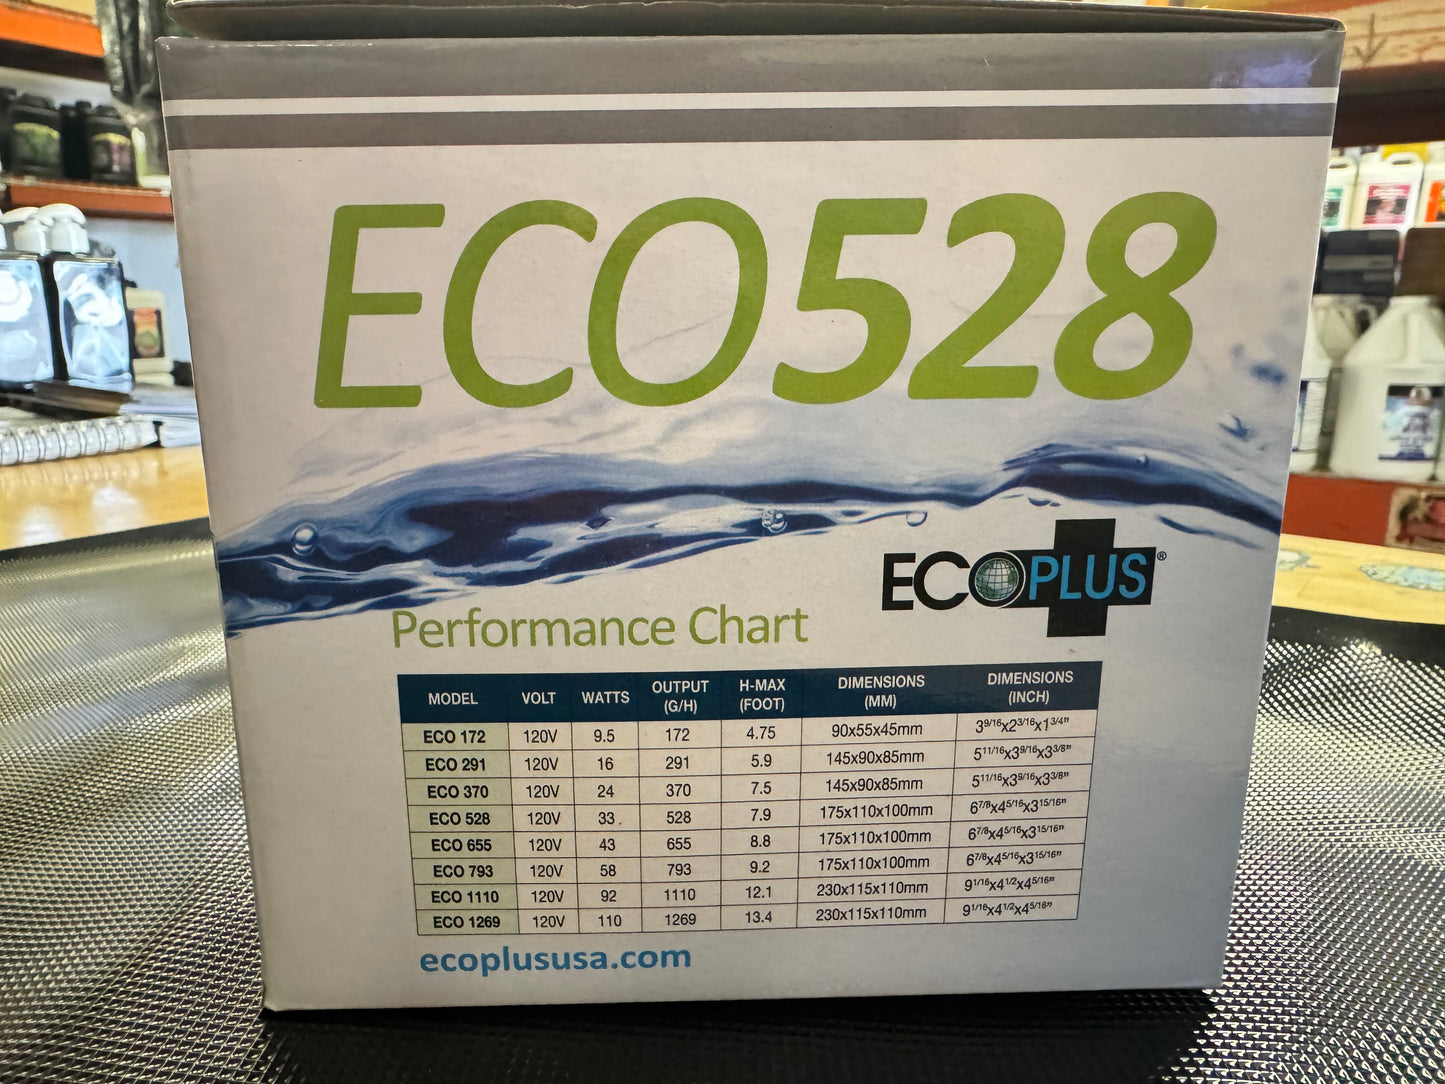 ECO528
ECOPLUS®
Performance Chart
MODEL VOLT WATTS OUTPUT (G/H) H-MAX (FOOT) DIMENSIONS (MM) DIMENSIONS (INCH)
ECO 172 120V 9.5 172 4.75 90x55x45mm 3 9/16x2 3/16x1 3/4"
ECO 291 120V 16 291 5.9 145x90x85mm 5 11/16x3 9/16x3 3/8"
ECO 370 120V 24 370 7.5 145x90x85mm 5 11/16x3 9/16x3 3/8"
ECO 528 120V 33 528 7.9 175x110x100mm 6 7/8x4 5/16x3 15/16"
ECO 655 120V 43 655 8.8 175x110x100mm 6 7/8x4 5/16x3 15/16"
ECO 793 120V 58 793 9.2 175x110x100mm 6 7/8x4 5/16x3 15/16"
ECO 1110 120V 92 1110 12.1 230x115x110mm 9 1/16x4 1/2x4 5/16"
ECO 1269 120V 110 1269 13.4 230x115x110mm 9 1/16x4 1/2x4 5/16"
ecoplususa.com